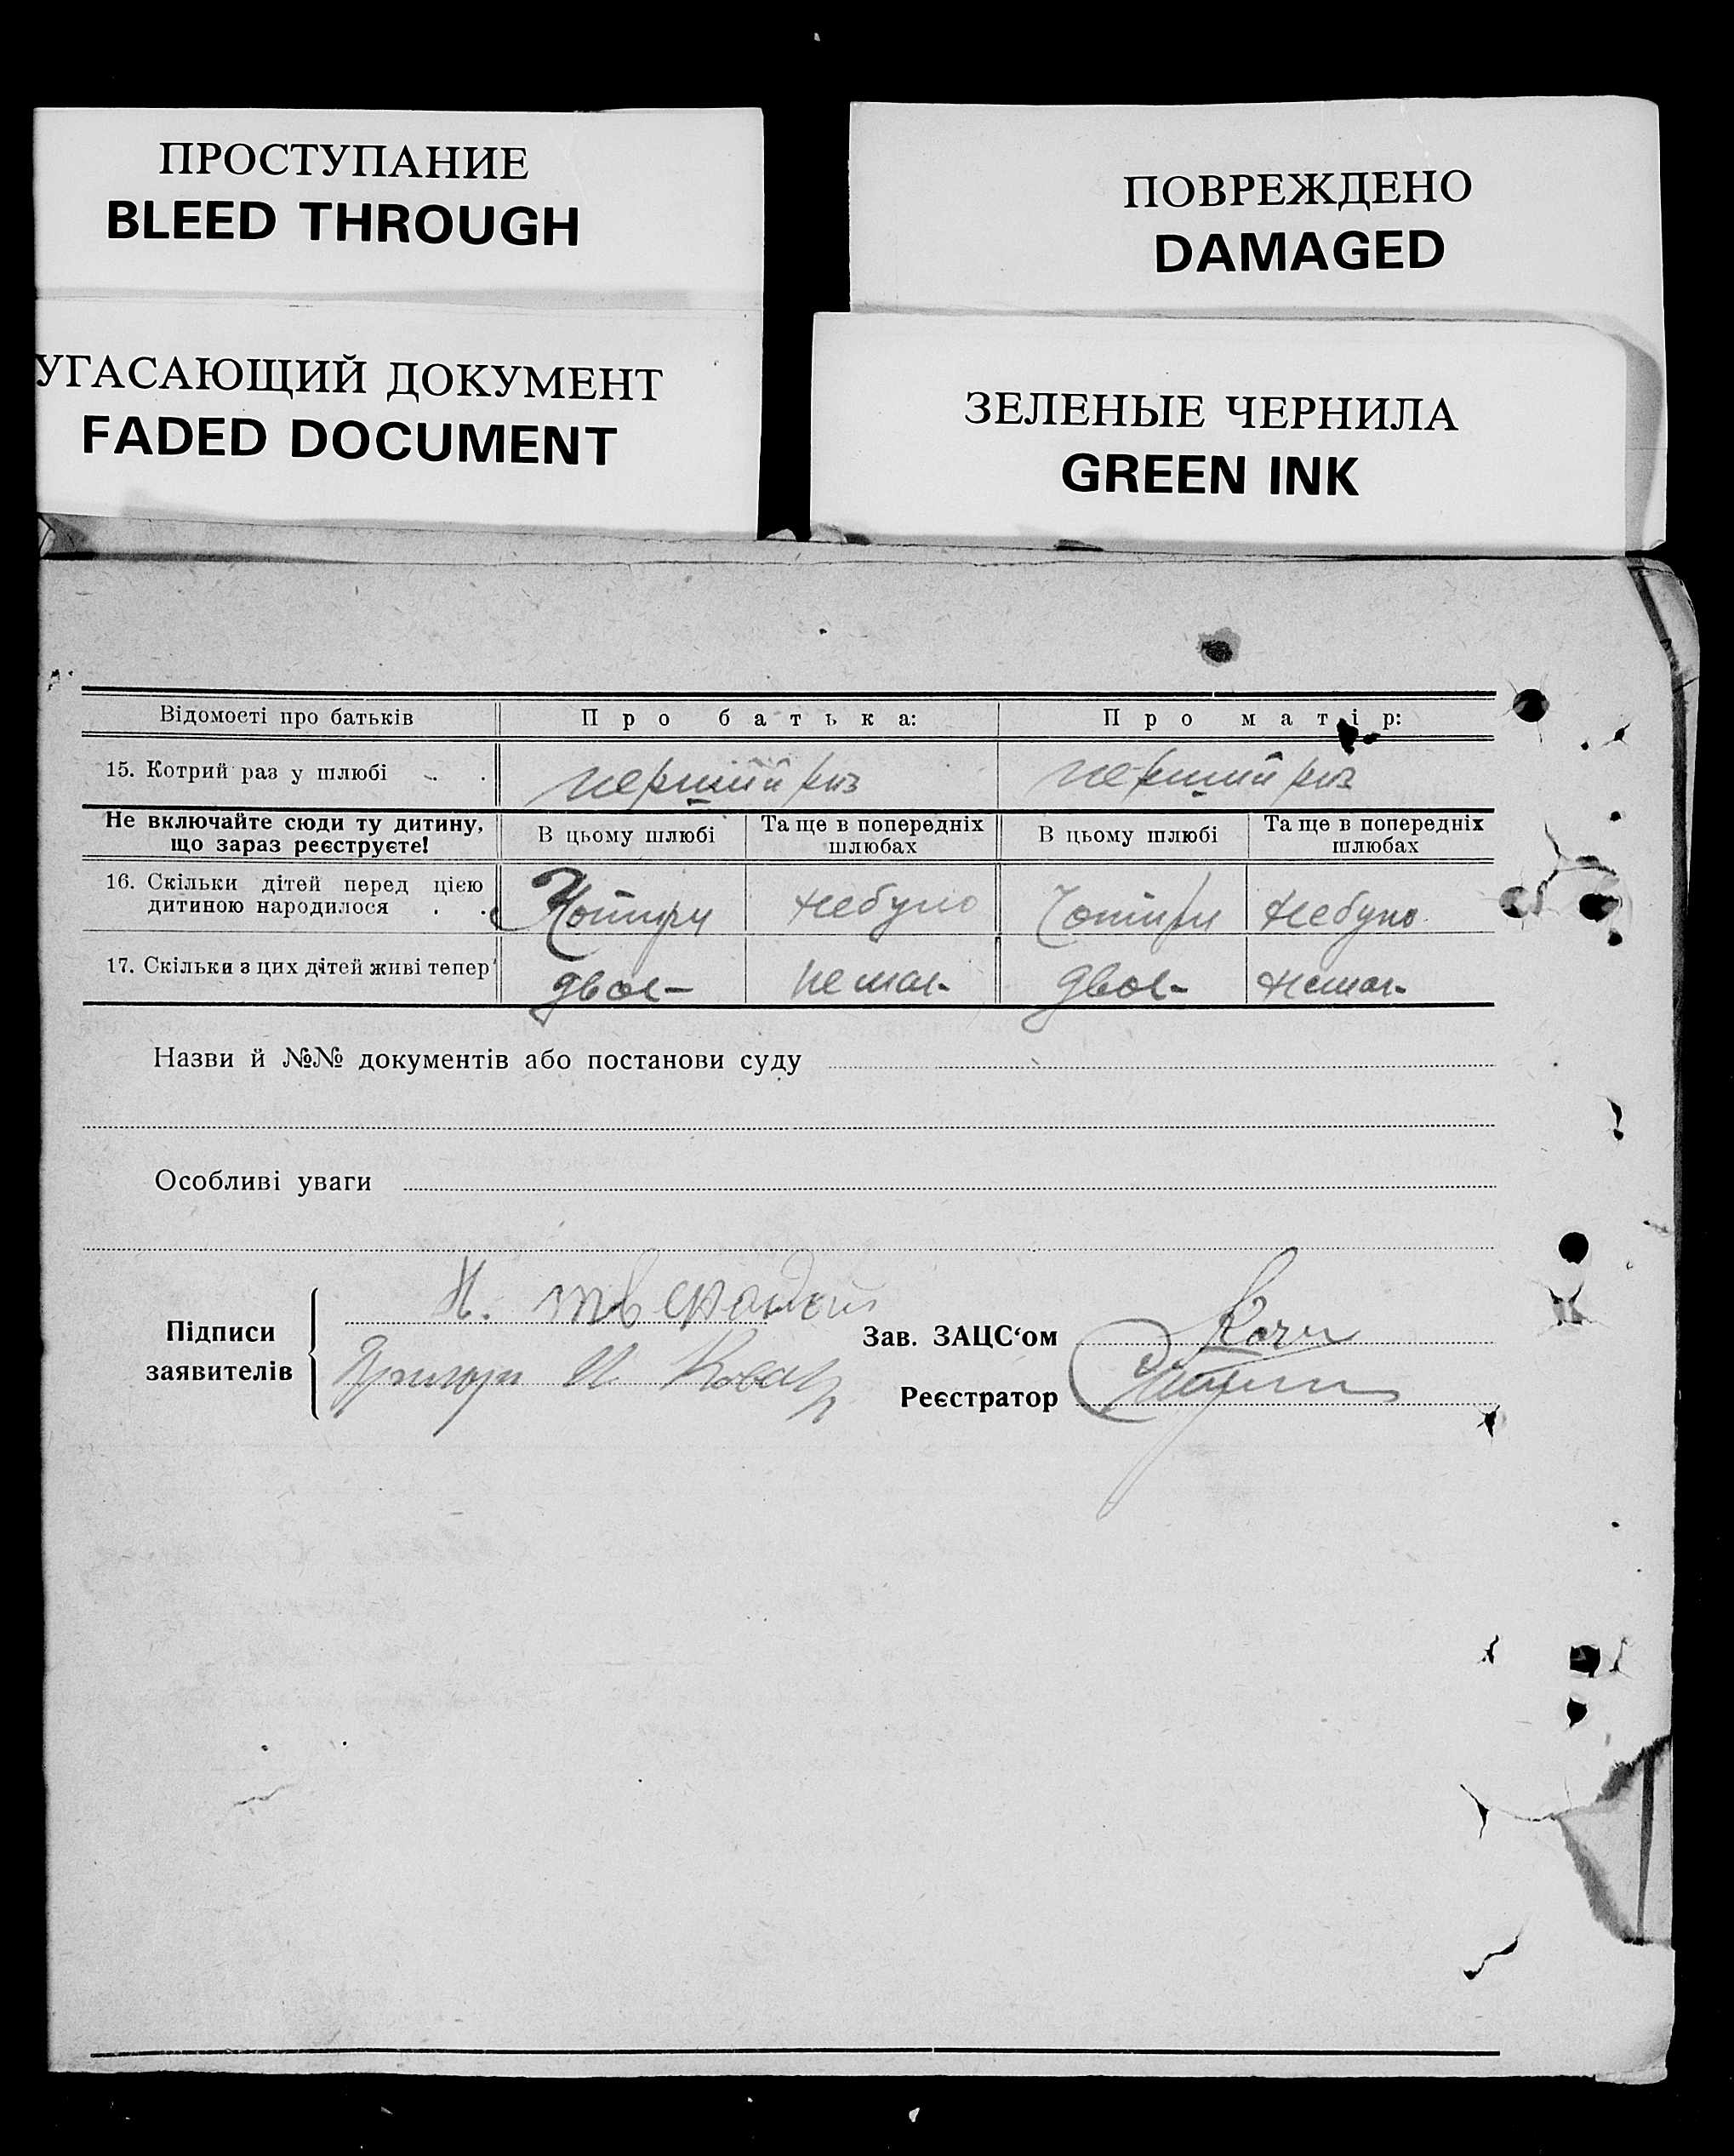 ПРОСТУПАНИЕ
BLEED THROUGH
ПОВРЕЖДЕНО
DAMAGED
УГАСАЮЩИЙ ДОКУМЕНТ
FADED DOCUMENT
ЗЕЛЕНЫЕ ЧЕРНИЛА
GREEN INK
Відомості про батьків Про батька: Про матір:
15. Котрий раз у шлюбі . . перший раз перший раз
Не включайте сюди ту дитину,
що зараз реєструєте!
В цьому шлюбі
Та ще в попередніх
шлюбах
В цьому шлюбі
Та ще в попередніх
шлюбах
16. Скільки дітей перед цією
дитиною народилося . . Чотири небуло Чотири небуло
17. Скільки з цих дітей живі тепер двоє- немає- двоє- немає-
Назви й №№ документів або постанови суду
Особливі уваги
Підписи
заявителів
Н.
И
Зав. ЗАЦС‘ом
Реєстратор